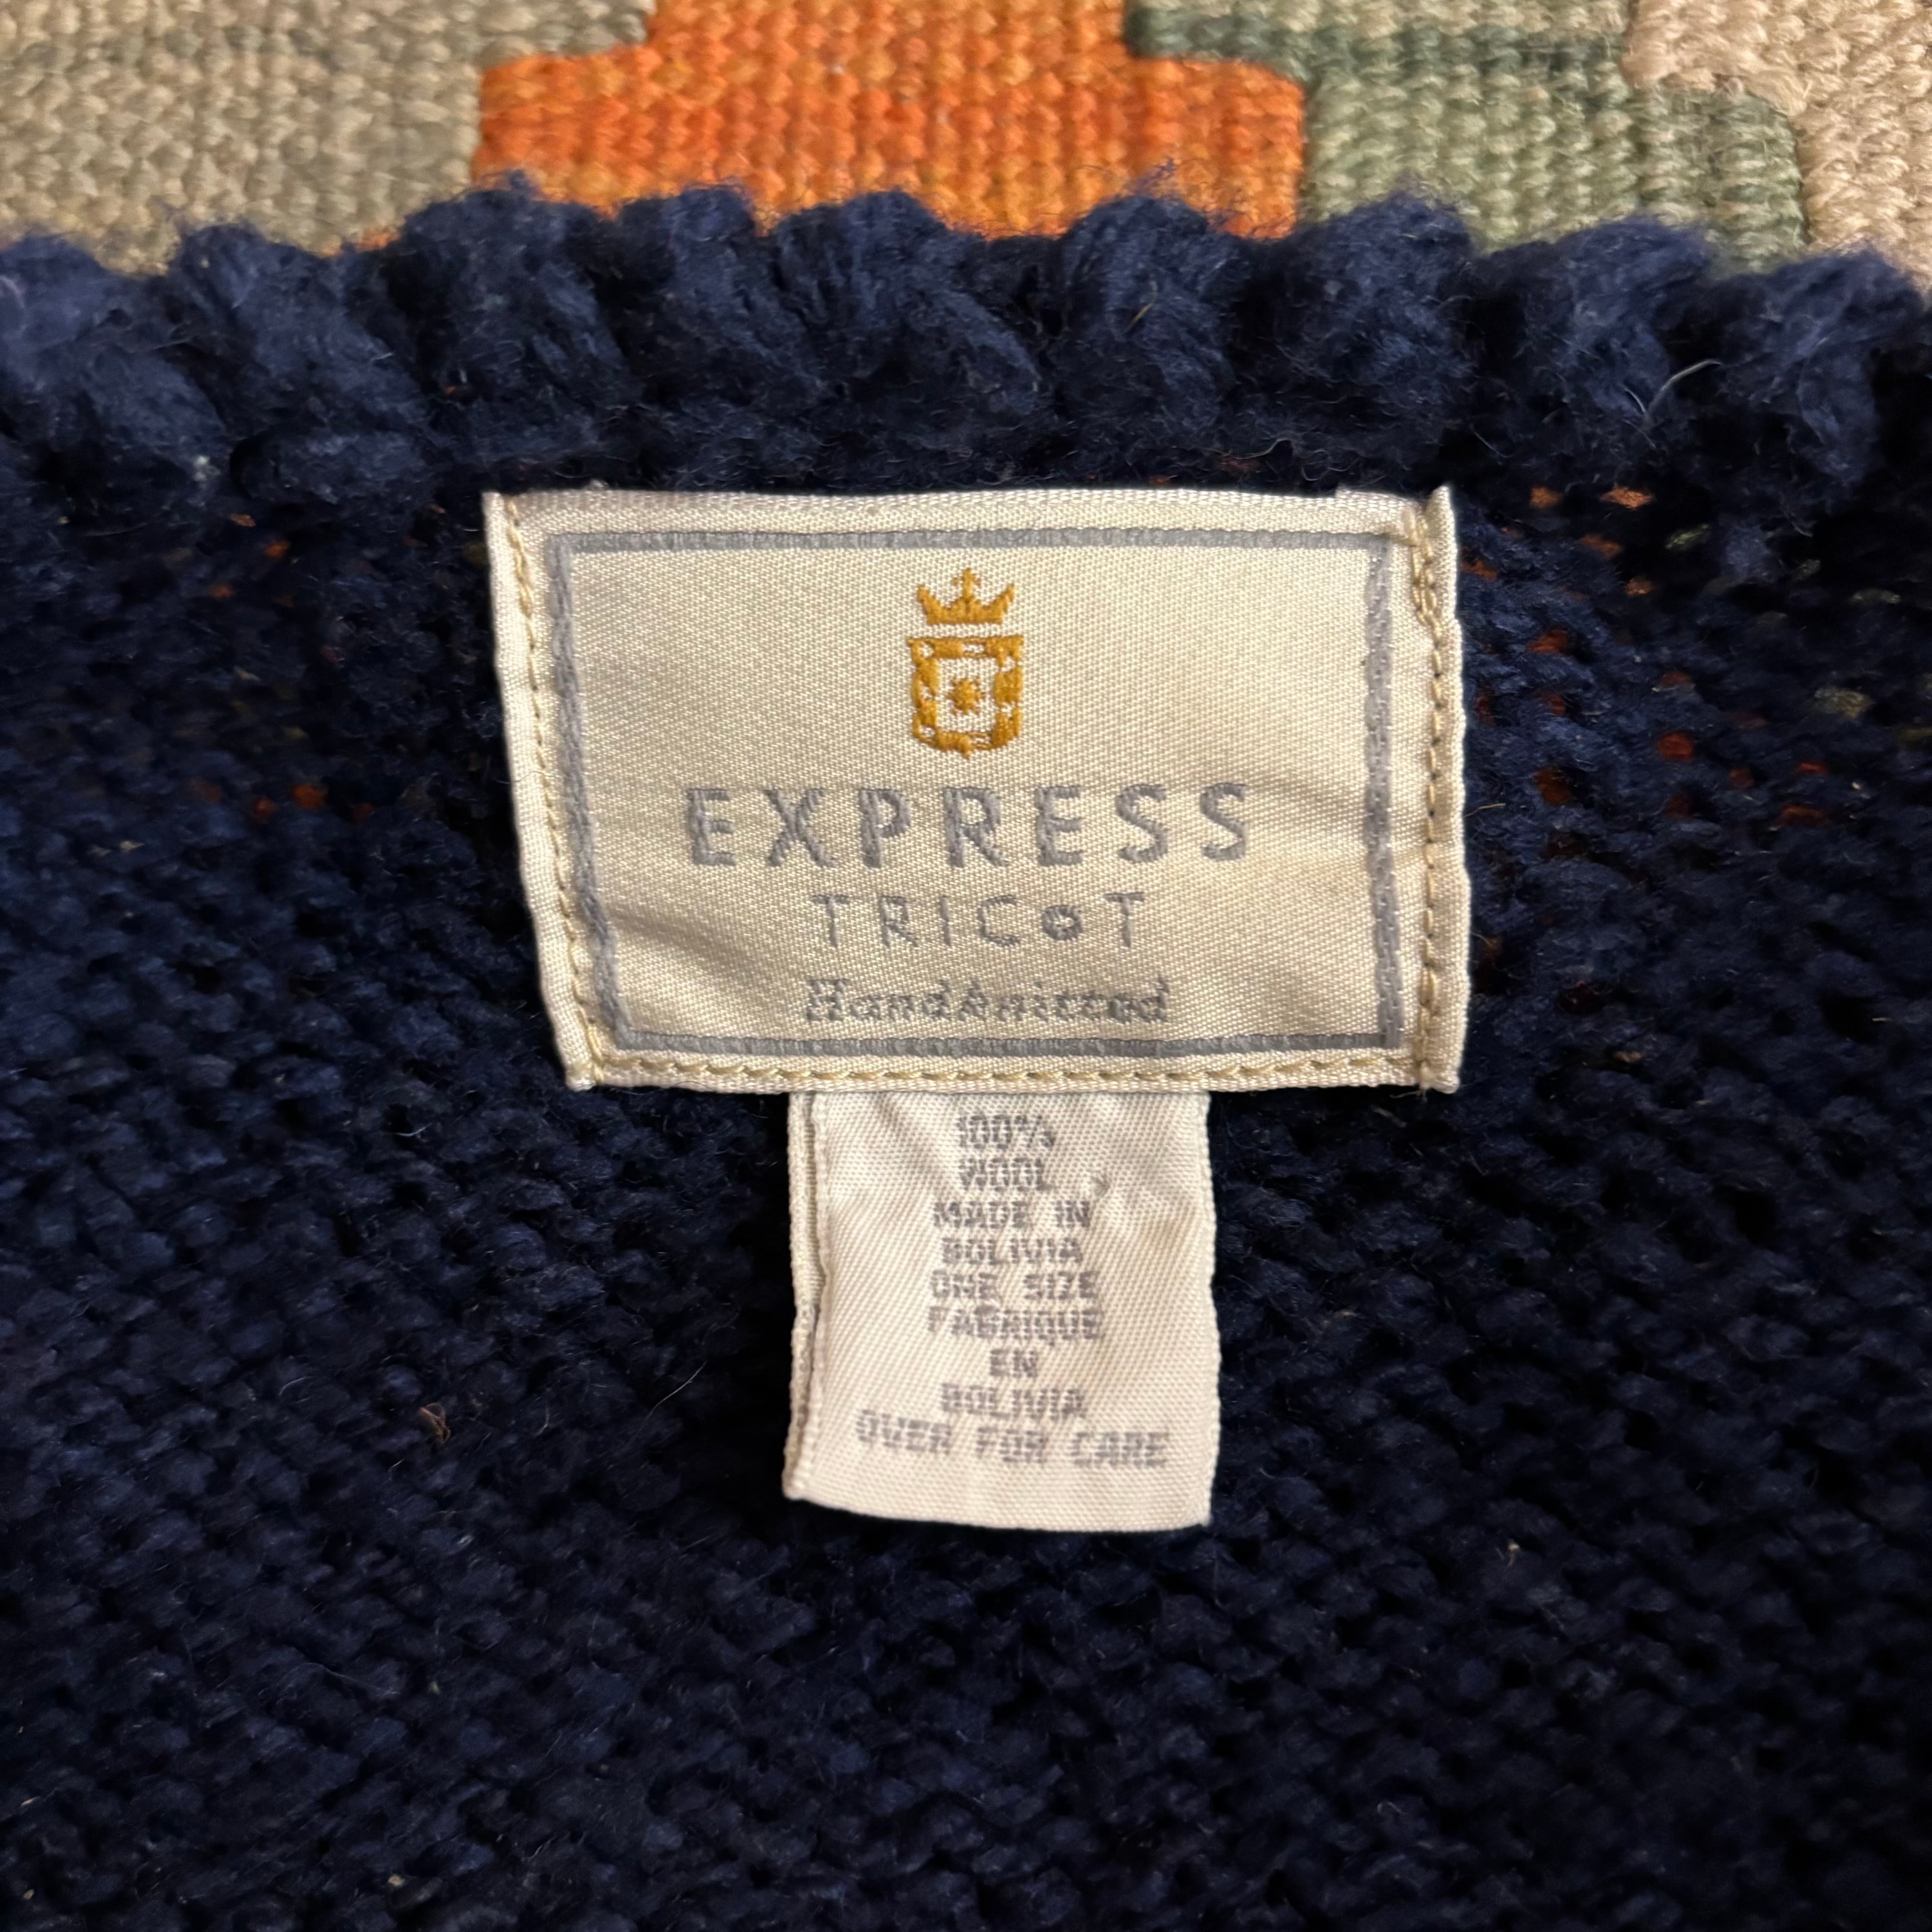 EXPRESS
TRICOT
Handknitted
100%
WOOL
MADE IN
BOLIVIA
ONE SIZE
FABRIQUE
EN
BOLIVIA
OVER FOR CARE